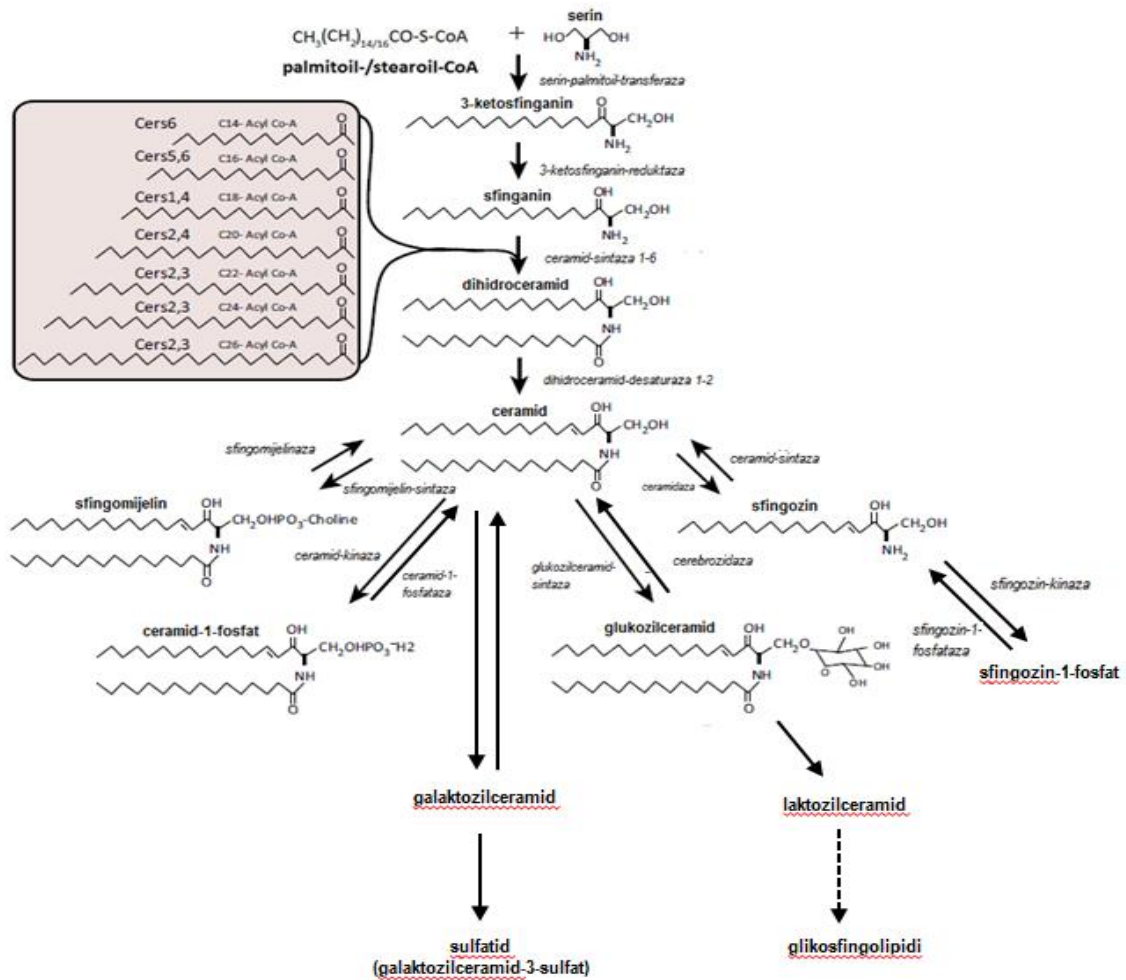 serin
CH₃(CH₂)₁₄/₁₆CO-S-CoA + HO OH
NH₂
palmitoil-/stearoil-CoA
serin-palmitoil-transferaza
3-ketosfinganin
O
CH₂OH
NH₂
3-ketosfinganin-reduktaza
sfinganin
OH
CH₂OH
NH₂
ceramid-sintaza 1-6
Cers6 C14- Acyl Co-A O
Cers5,6 C16- Acyl Co-A O
Cers1,4 C18- Acyl Co-A O
Cers2,4 C20- Acyl Co-A O
Cers2,3 C22- Acyl Co-A O
Cers2,3 C24- Acyl Co-A O
Cers2,3 C26- Acyl Co-A O
dihidroceramid
OH
CH₂OH
NH
O
dihidroceramid-desaturaza 1-2
ceramid
OH
CH₂OH
NH
O
sfingomijelinaza
sfingomijelin-sintaza
ceramid-sintaza
ceramidaza
sfingomijelin
OH
CH₂OHPO₃-Choline
NH
O
sfingozin
OH
CH₂OH
NH₂
ceramid-kinaza
ceramid-1-
fosfataza
glukozilceramid-
sintaza
cerebrozidaza
sfingozin-kinaza
sfingozin-1-
fosfataza
sfingozin-1-fosfat
ceramid-1-fosfat
OH
CH₂OHPO₃⁻H2
NH
O
glukozilceramid
OH
CH₂O
NH
O
OH
OH
OH
O
OH
galaktozilceramid
laktozilceramid
sulfatid
(galaktozilceramid-3-sulfat)
glikosfingolipidi